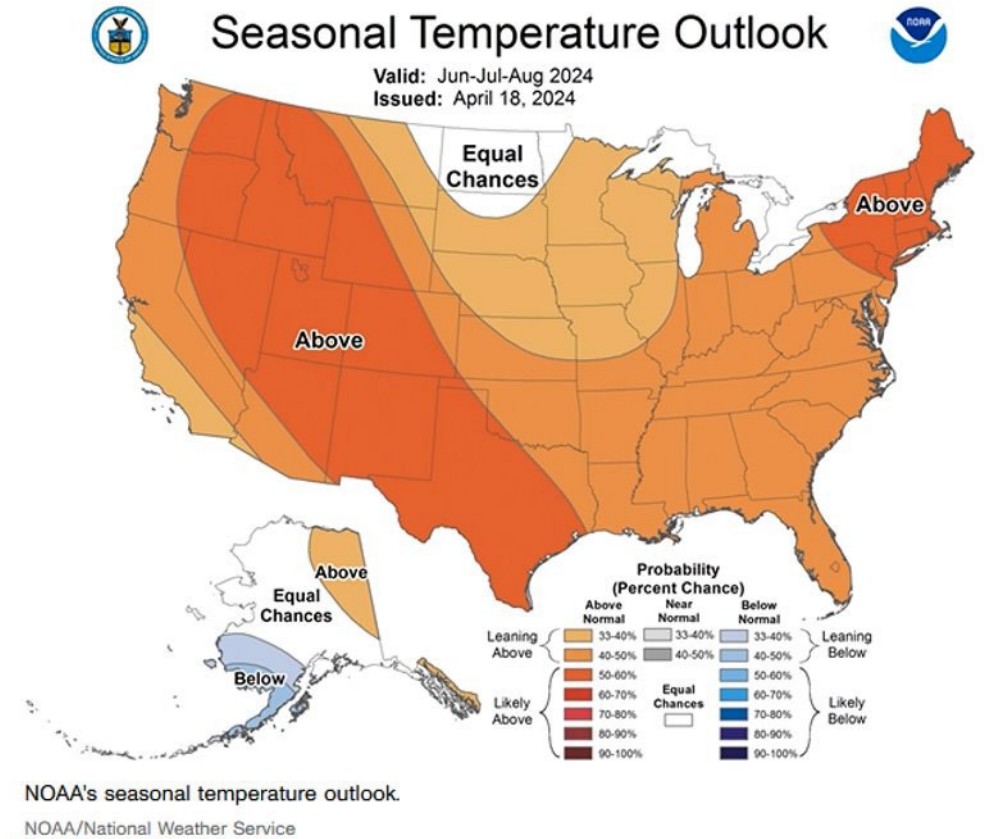 Seasonal Temperature Outlook
NOAA
Valid: Jun-Jul-Aug 2024
Issued: April 18, 2024
Equal
Chances
Above
Above
Above
Equal
Chances
Below
Probability
(Percent Chance)
Above
Normal
Near
Normal
Below
Normal
Leaning
Above
33-40%
40-50%
50-60%
60-70%
70-80%
80-90%
90-100%
Likely
Above
33-40%
40-50%
Equal
Chances
33-40%
40-50%
50-60%
60-70%
70-80%
80-90%
90-100%
Leaning
Below
Likely
Below
NOAA's seasonal temperature outlook.
NOAA/National Weather Service